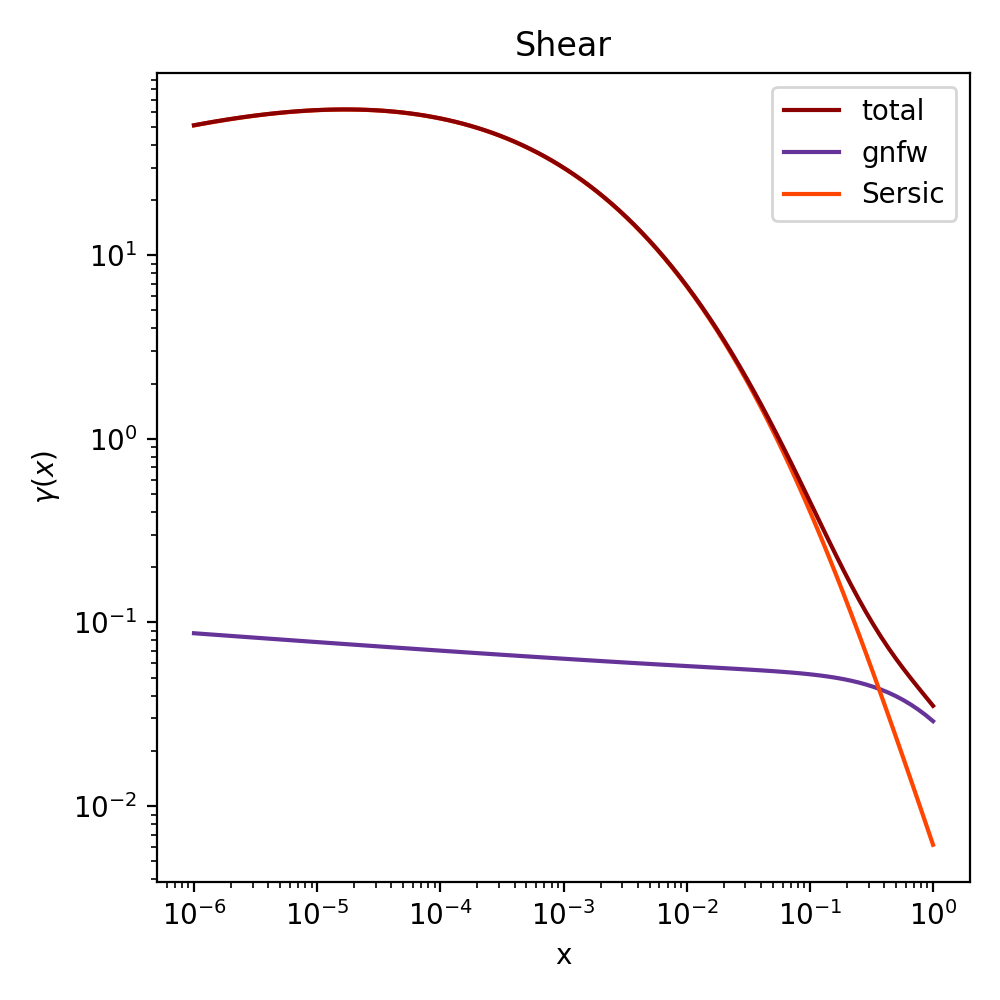 Shear
total
gnfw
Sersic
γ(x)
10¹
10⁰
10⁻¹
10⁻²
10⁻⁶ 10⁻⁵ 10⁻⁴ 10⁻³ 10⁻² 10⁻¹ 10⁰
x